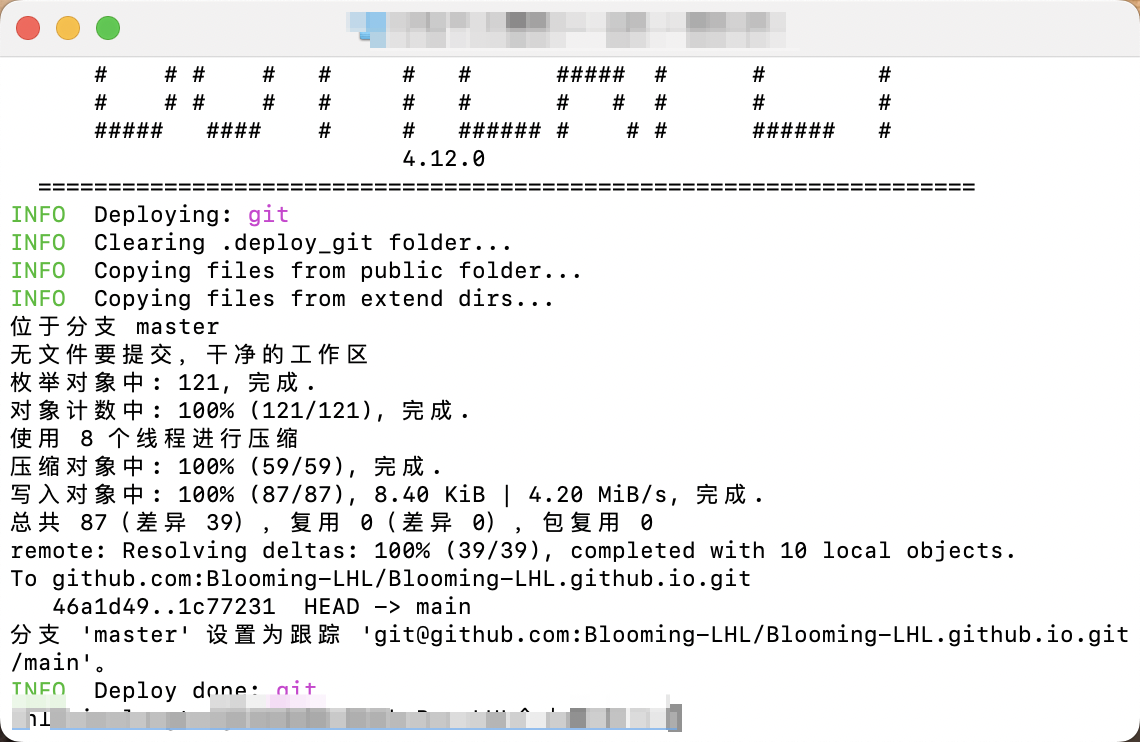 #    # #    #   #     #   #      #####  #      #        #
#    # #    #   #     #   #      #   #  #      #        #
#####   ####    #     #   ###### #    # #      ######   #
4.12.0
====================================================================
INFO  Deploying: git
INFO  Clearing .deploy_git folder...
INFO  Copying files from public folder...
INFO  Copying files from extend dirs...
位于分支 master
无文件要提交，干净的工作区
枚举对象中: 121, 完成.
对象计数中: 100% (121/121), 完成.
使用 8 个线程进行压缩
压缩对象中: 100% (59/59), 完成.
写入对象中: 100% (87/87), 8.40 KiB | 4.20 MiB/s, 完成.
总共 87（差异 39），复用 0（差异 0），包复用 0
remote: Resolving deltas: 100% (39/39), completed with 10 local objects.
To github.com:Blooming-LHL/Blooming-LHL.github.io.git
   46a1d49..1c77231  HEAD -> main
分支 'master' 设置为跟踪 'git@github.com:Blooming-LHL/Blooming-LHL.github.io.git
/main'。
INFO  Deploy done: git